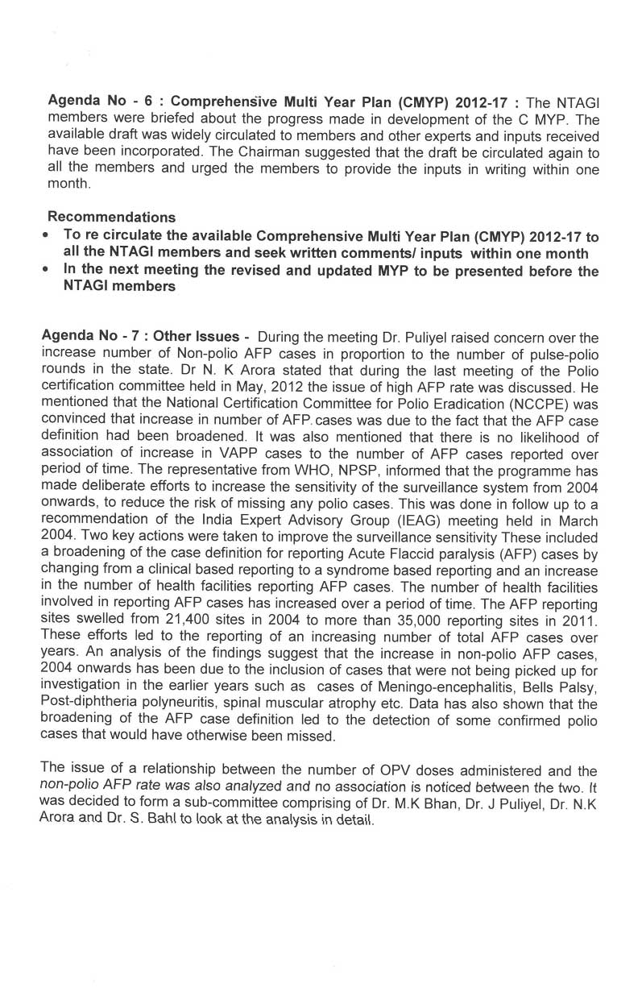 Agenda No - 6 : Comprehensive Multi Year Plan (CMYP) 2012-17 : The NTAGI
members were briefed about the progress made in development of the C MYP. The
available draft was widely circulated to members and other experts and inputs received
have been incorporated. The Chairman suggested that the draft be circulated again to
all the members and urged the members to provide the inputs in writing within one
month.
Recommendations
• To re circulate the available Comprehensive Multi Year Plan (CMYP) 2012-17 to
all the NTAGI members and seek written comments/ inputs within one month
• In the next meeting the revised and updated MYP to be presented before the
NTAGI members
Agenda No - 7 : Other Issues - During the meeting Dr. Puliyel raised concern over the
increase number of Non-polio AFP cases in proportion to the number of pulse-polio
rounds in the state. Dr N. K Arora stated that during the last meeting of the Polio
certification committee held in May, 2012 the issue of high AFP rate was discussed. He
mentioned that the National Certification Committee for Polio Eradication (NCCPE) was
convinced that increase in number of AFP. cases was due to the fact that the AFP case
definition had been broadened. It was also mentioned that there is no likelihood of
association of increase in VAPP cases to the number of AFP cases reported over
period of time. The representative from WHO, NPSP, informed that the programme has
made deliberate efforts to increase the sensitivity of the surveillance system from 2004
onwards, to reduce the risk of missing any polio cases. This was done in follow up to a
recommendation of the India Expert Advisory Group (IEAG) meeting held in March
2004. Two key actions were taken to improve the surveillance sensitivity These included
a broadening of the case definition for reporting Acute Flaccid paralysis (AFP) cases by
changing from a clinical based reporting to a syndrome based reporting and an increase
in the number of health facilities reporting AFP cases. The number of health facilities
involved in reporting AFP cases has increased over a period of time. The AFP reporting
sites swelled from 21,400 sites in 2004 to more than 35,000 reporting sites in 2011.
These efforts led to the reporting of an increasing number of total AFP cases over
years. An analysis of the findings suggest that the increase in non-polio AFP cases,
2004 onwards has been due to the inclusion of cases that were not being picked up for
investigation in the earlier years such as cases of Meningo-encephalitis, Bells Palsy,
Post-diphtheria polyneuritis, spinal muscular atrophy etc. Data has also shown that the
broadening of the AFP case definition led to the detection of some confirmed polio
cases that would have otherwise been missed.
The issue of a relationship between the number of OPV doses administered and the
non-polio AFP rate was also analyzed and no association is noticed between the two. It
was decided to form a sub-committee comprising of Dr. M.K Bhan, Dr. J Puliyel, Dr. N.K
Arora and Dr. S. Bahl to look at the analysis in detail.